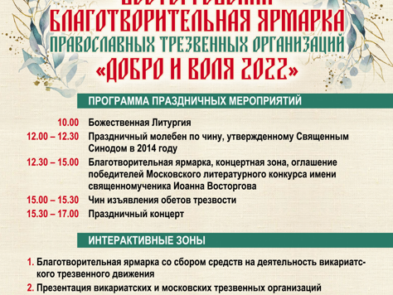 БЛАГОТВОРИТЕЛЬНАЯ ЯРМАРКА
ПРАВОСЛАВНЫХ ТРЕЗВЕННЫХ ОРГАНИЗАЦИЙ
«ДОБРО И ВОЛЯ 2022»
ПРОГРАММА ПРАЗДНИЧНЫХ МЕРОПРИЯТИЙ
10.00 Божественная Литургия
12.00 – 12.30 Праздничный молебен по чину, утвержденному Священным
Синодом в 2014 году
12.30 – 15.00 Благотворительная ярмарка, концертная зона, оглашение
победителей Московского литературного конкурса имени
священномученика Иоанна Восторгова
15.00 – 15.30 Чин изъявления обетов трезвости
15.30 – 17.00 Праздничный концерт
ИНТЕРАКТИВНЫЕ ЗОНЫ
1. Благотворительная ярмарка со сбором средств на деятельность викариатс-
кого трезвенного движения
2. Презентация викариатских и московских трезвенных организаций